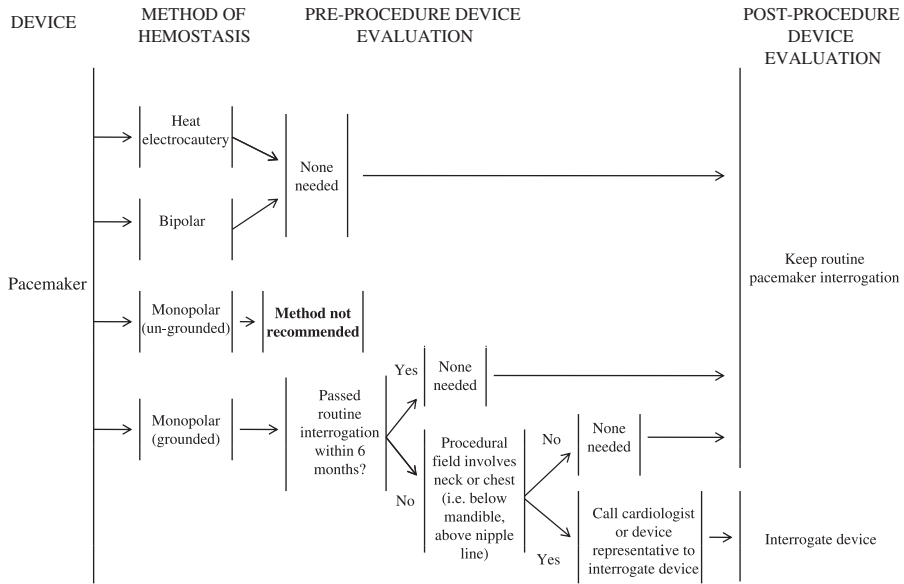 DEVICE
METHOD OF
HEMOSTASIS
PRE-PROCEDURE DEVICE
EVALUATION
POST-PROCEDURE
DEVICE
EVALUATION
Pacemaker
Heat
electrocautery
Bipolar
None
needed
Monopolar
(un-grounded)
Method not
recommended
Monopolar
(grounded)
Passed
routine
interrogation
within 6
months?
Yes
None
needed
No
Procedural
field involves
neck or chest
(i.e. below
mandible,
above nipple
line)
No
None
needed
Yes
Call cardiologist
or device
representative to
interrogate device
Keep routine
pacemaker interrogation
Interrogate device